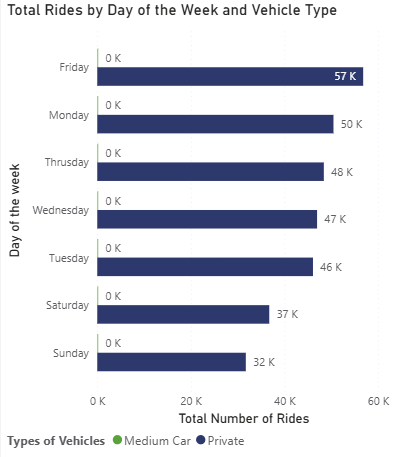 Total Rides by Day of the Week and Vehicle Type
Day of the week
Friday
0 K
57 K
Monday
0 K
50 K
Thrusday
0 K
48 K
Wednesday
0 K
47 K
Tuesday
0 K
46 K
Saturday
0 K
37 K
Sunday
0 K
32 K
0 K 20 K 40 K 60 K
Total Number of Rides
Types of Vehicles Medium Car Private